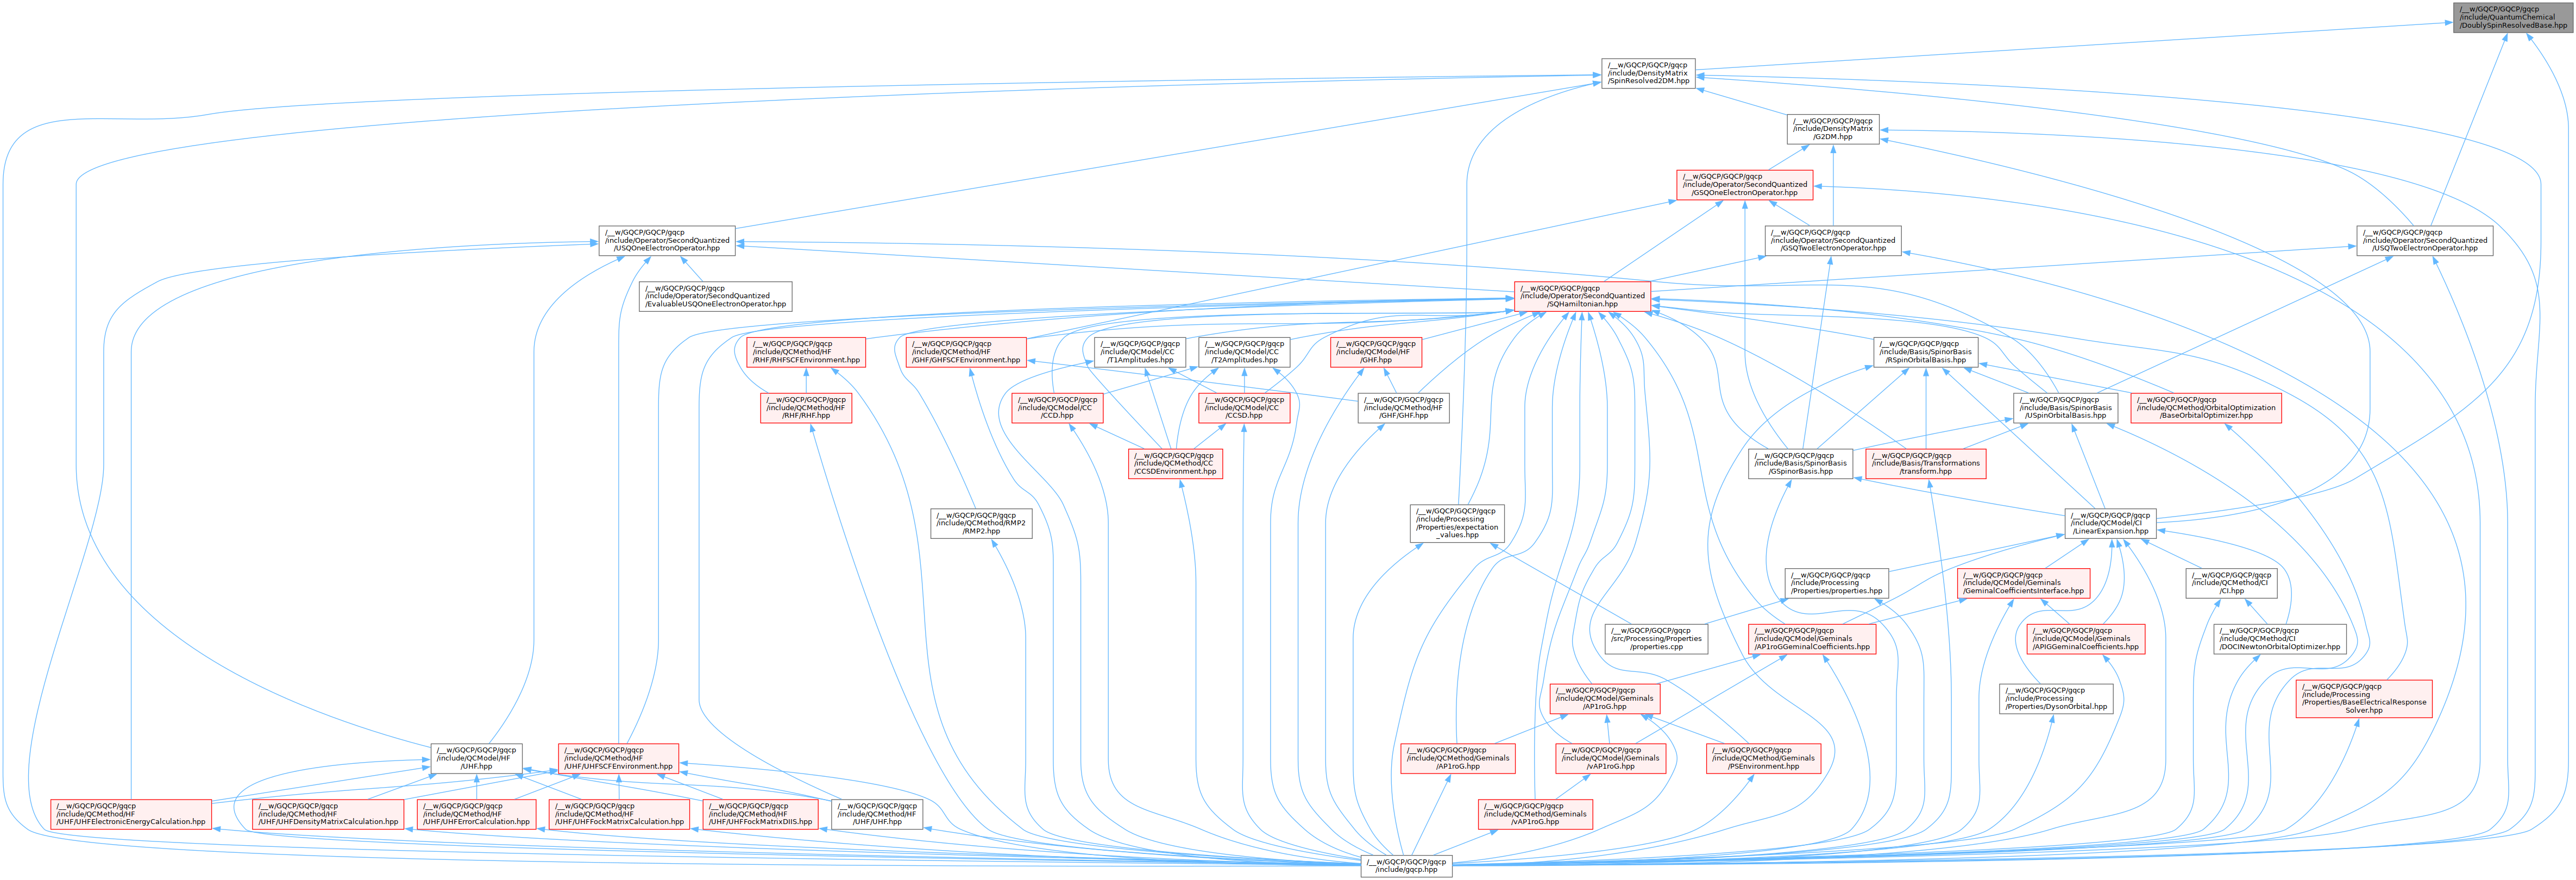 /__w/GQCP/GQCP/gqcp
/include/QuantumChemical
/DoublySpinResolvedBase.hpp
/__w/GQCP/GQCP/gqcp
/include/DensityMatrix
/SpinResolved2DM.hpp
/__w/GQCP/GQCP/gqcp
/include/DensityMatrix
/G2DM.hpp
/__w/GQCP/GQCP/gqcp
/include/Operator/SecondQuantized
/GSQOneElectronOperator.hpp
/__w/GQCP/GQCP/gqcp
/include/Operator/SecondQuantized
/USQOneElectronOperator.hpp
/__w/GQCP/GQCP/gqcp
/include/Operator/SecondQuantized
/GSQTwoElectronOperator.hpp
/__w/GQCP/GQCP/gqcp
/include/Operator/SecondQuantized
/USQTwoElectronOperator.hpp
/__w/GQCP/GQCP/gqcp
/include/Operator/SecondQuantized
/EvaluableUSQOneElectronOperator.hpp
/__w/GQCP/GQCP/gqcp
/include/Operator/SecondQuantized
/SQHamiltonian.hpp
/__w/GQCP/GQCP/gqcp
/include/QCMethod/HF
/RHF/RHFSCFEnvironment.hpp
/__w/GQCP/GQCP/gqcp
/include/QCMethod/HF
/GHF/GHFSCFEnvironment.hpp
/__w/GQCP/GQCP/gqcp
/include/QCModel/CC
/T1Amplitudes.hpp
/__w/GQCP/GQCP/gqcp
/include/QCModel/CC
/T2Amplitudes.hpp
/__w/GQCP/GQCP/gqcp
/include/QCModel/HF
/GHF.hpp
/__w/GQCP/GQCP/gqcp
/include/Basis/SpinorBasis
/RSpinOrbitalBasis.hpp
/__w/GQCP/GQCP/gqcp
/include/QCMethod/HF
/RHF/RHF.hpp
/__w/GQCP/GQCP/gqcp
/include/QCModel/CC
/CCD.hpp
/__w/GQCP/GQCP/gqcp
/include/QCModel/CC
/CCSD.hpp
/__w/GQCP/GQCP/gqcp
/include/QCMethod/HF
/GHF/GHF.hpp
/__w/GQCP/GQCP/gqcp
/include/Basis/SpinorBasis
/USpinOrbitalBasis.hpp
/__w/GQCP/GQCP/gqcp
/include/QCMethod/OrbitalOptimization
/BaseOrbitalOptimizer.hpp
/__w/GQCP/GQCP/gqcp
/include/QCMethod/CC
/CCSDEnvironment.hpp
/__w/GQCP/GQCP/gqcp
/include/Basis/SpinorBasis
/GSpinorBasis.hpp
/__w/GQCP/GQCP/gqcp
/include/Basis/Transformations
/transform.hpp
/__w/GQCP/GQCP/gqcp
/include/QCMethod/RMP2
/RMP2.hpp
/__w/GQCP/GQCP/gqcp
/include/Processing
/Properties/expectation
_values.hpp
/__w/GQCP/GQCP/gqcp
/include/QCModel/CI
/LinearExpansion.hpp
/__w/GQCP/GQCP/gqcp
/include/Processing
/Properties/properties.hpp
/__w/GQCP/GQCP/gqcp
/include/QCModel/Geminals
/GeminalCoefficientsInterface.hpp
/__w/GQCP/GQCP/gqcp
/include/QCMethod/CI
/CI.hpp
/__w/GQCP/GQCP/gqcp
/src/Processing/Properties
/properties.cpp
/__w/GQCP/GQCP/gqcp
/include/QCModel/Geminals
/AP1roGGeminalCoefficients.hpp
/__w/GQCP/GQCP/gqcp
/include/QCModel/Geminals
/APIGGeminalCoefficients.hpp
/__w/GQCP/GQCP/gqcp
/include/QCMethod/CI
/DOCINewtonOrbitalOptimizer.hpp
/__w/GQCP/GQCP/gqcp
/include/QCModel/Geminals
/AP1roG.hpp
/__w/GQCP/GQCP/gqcp
/include/Processing
/Properties/DysonOrbital.hpp
/__w/GQCP/GQCP/gqcp
/include/Processing
/Properties/BaseElectricalResponse
Solver.hpp
/__w/GQCP/GQCP/gqcp
/include/QCModel/HF
/UHF.hpp
/__w/GQCP/GQCP/gqcp
/include/QCMethod/HF
/UHF/UHFSCFEnvironment.hpp
/__w/GQCP/GQCP/gqcp
/include/QCMethod/Geminals
/AP1roG.hpp
/__w/GQCP/GQCP/gqcp
/include/QCModel/Geminals
/vAP1roG.hpp
/__w/GQCP/GQCP/gqcp
/include/QCMethod/Geminals
/PSEnvironment.hpp
/__w/GQCP/GQCP/gqcp
/include/QCMethod/HF
/UHF/UHFElectronicEnergyCalculation.hpp
/__w/GQCP/GQCP/gqcp
/include/QCMethod/HF
/UHF/UHFDensityMatrixCalculation.hpp
/__w/GQCP/GQCP/gqcp
/include/QCMethod/HF
/UHF/UHFErrorCalculation.hpp
/__w/GQCP/GQCP/gqcp
/include/QCMethod/HF
/UHF/UHFFockMatrixCalculation.hpp
/__w/GQCP/GQCP/gqcp
/include/QCMethod/HF
/UHF/UHFFockMatrixDIIS.hpp
/__w/GQCP/GQCP/gqcp
/include/QCMethod/HF
/UHF/UHF.hpp
/__w/GQCP/GQCP/gqcp
/include/QCMethod/Geminals
/vAP1roG.hpp
/__w/GQCP/GQCP/gqcp
/include/gqcp.hpp